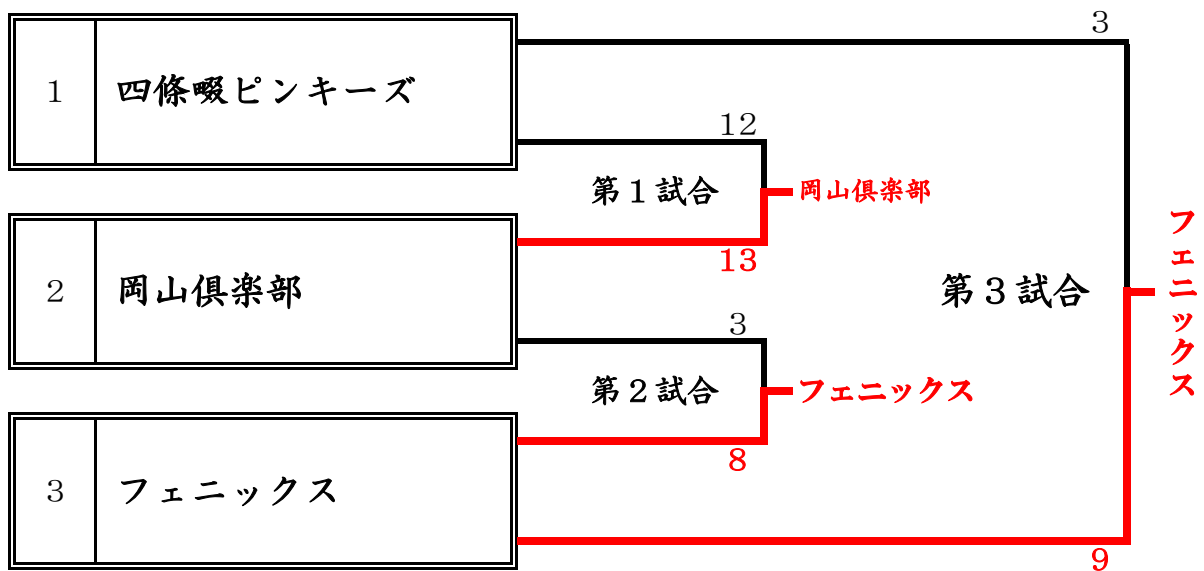 3
1 四條畷ピンキーズ
12
第１試合 岡山倶楽部
13
2 岡山倶楽部
第３試合
フェニックス
3
第２試合 フェニックス
8
3 フェニックス
9